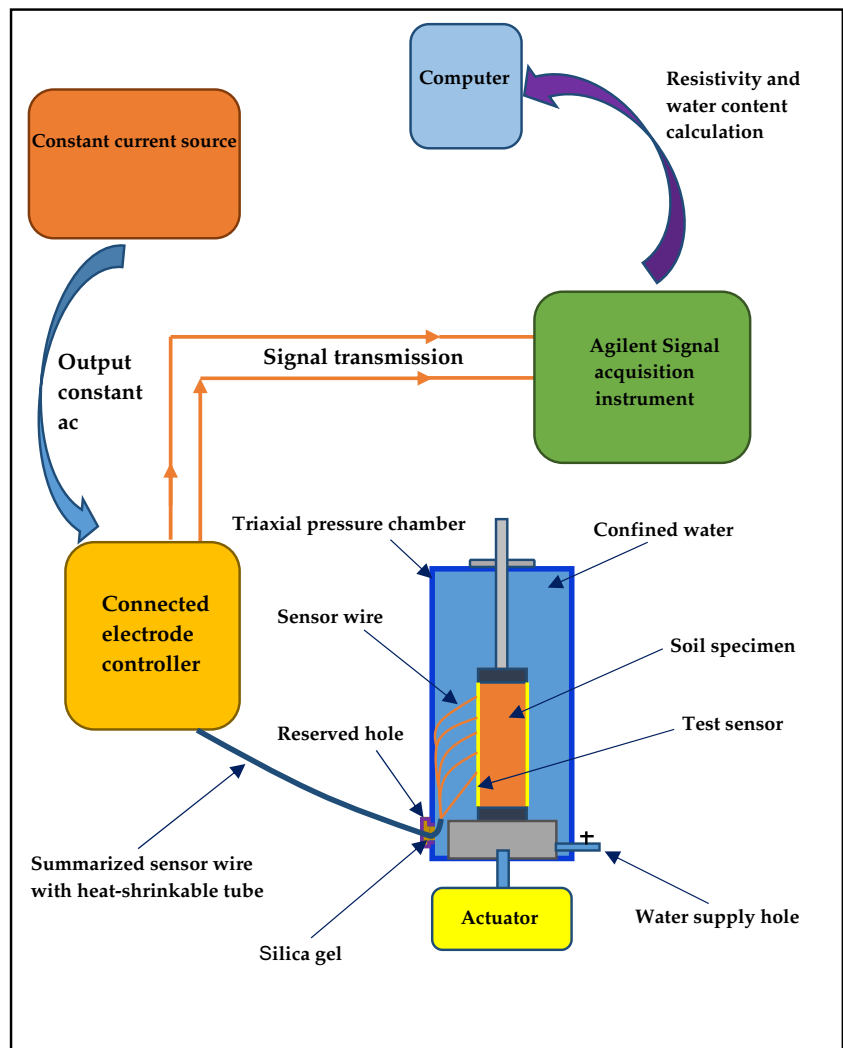 Computer
Resistivity and
water content
calculation
Constant current source
Output
constant
ac
Signal transmission
Agilent Signal
acquisition
instrument
Triaxial pressure chamber
Confined water
Connected
electrode
controller
Sensor wire
Soil specimen
Reserved hole
Test sensor
Summarized sensor wire
with heat-shrinkable tube
Silica gel
Actuator
Water supply hole